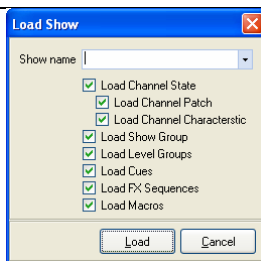 Load Show
Show name
Load Channel State
Load Channel Patch
Load Channel Characterstic
Load Show Group
Load Level Groups
Load Cues
Load FX Sequences
Load Macros
Load Cancel